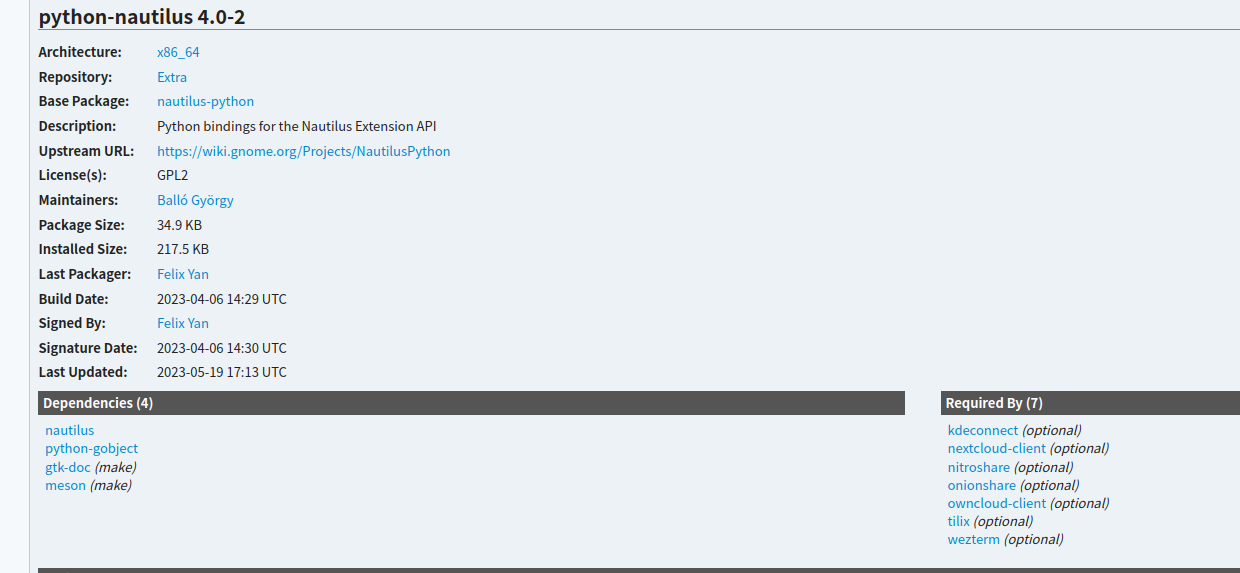 python-nautilus 4.0-2
Architecture: x86_64
Repository: Extra
Base Package: nautilus-python
Description: Python bindings for the Nautilus Extension API
Upstream URL: https://wiki.gnome.org/Projects/NautilusPython
License(s): GPL2
Maintainers: Balló György
Package Size: 34.9 KB
Installed Size: 217.5 KB
Last Packager: Felix Yan
Build Date: 2023-04-06 14:29 UTC
Signed By: Felix Yan
Signature Date: 2023-04-06 14:30 UTC
Last Updated: 2023-05-19 17:13 UTC
Dependencies (4)
nautilus
python-gobject
gtk-doc (make)
meson (make)
Required By (7)
kdeconnect (optional)
nextcloud-client (optional)
nitroshare (optional)
onionshare (optional)
owncloud-client (optional)
tilix (optional)
wezterm (optional)